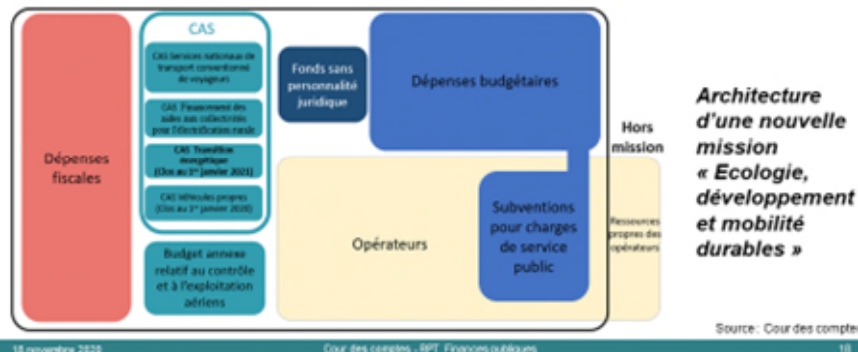 Dépenses
fiscales
CAS
CAS Services nationaux de
transport conventionné
de voyageurs
CAS Financement des
aides aux collectivités
pour l'électrification rurale
CAS Transition
énergétique
(Clos au 1er janvier 2021)
CAS Véhicules propres
(Clos au 1er janvier 2020)
Budget annexe
relatif au contrôle
et à l'exploitation
aériens
Fonds sans
personnalité
juridique
Dépenses budgétaires
Opérateurs
Subventions
pour charges
de service
public
Hors
mission
Ressources
propres des
opérateurs
Architecture
d'une nouvelle
mission
« Ecologie,
développement
et mobilité
durables »
Source : Cour des comptes
18 novembre 2020
Cour des comptes - RPT Finances publiques
18